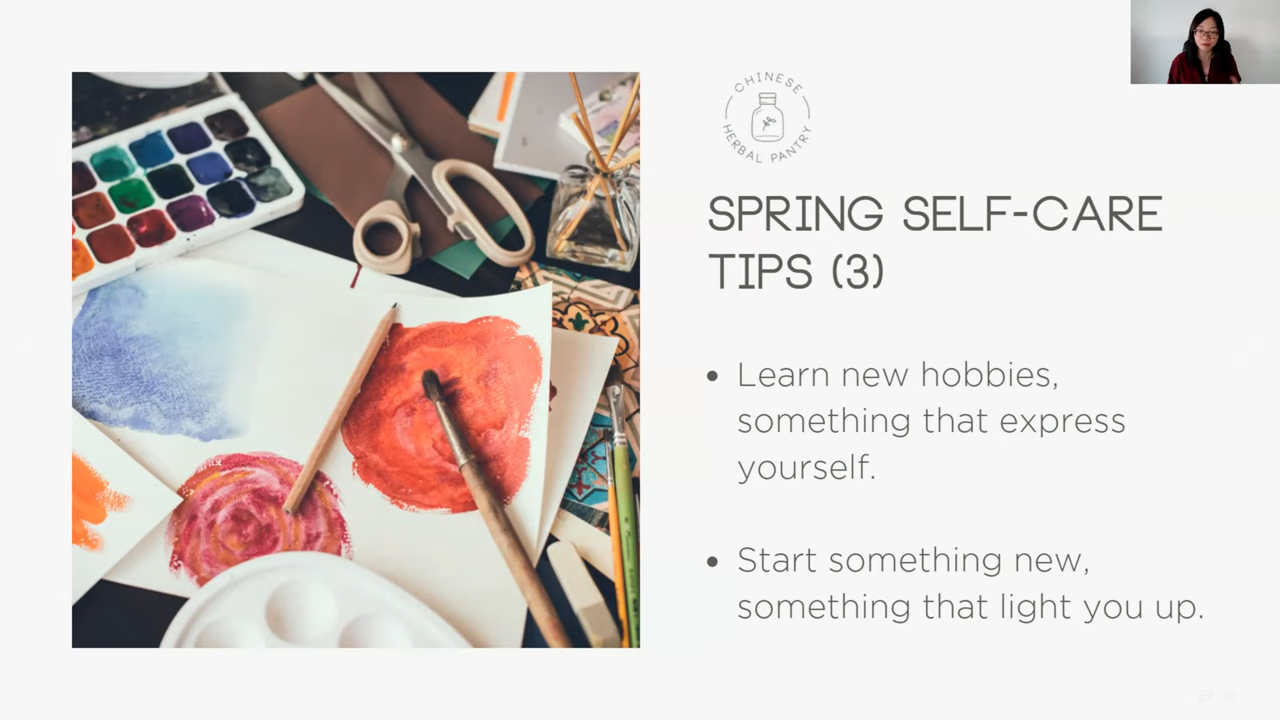 CHINESE
HERBAL PANTRY
SPRING SELF-CARE
TIPS (3)
• Learn new hobbies,
something that express
yourself.
• Start something new,
something that light you up.